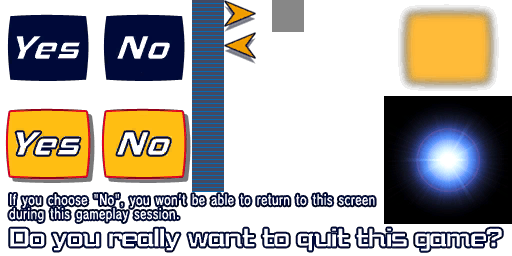 Yes No
Yes No
If you choose "No", you won't be able to return to this screen
during this gameplay session.
Do you really want to quit this game?